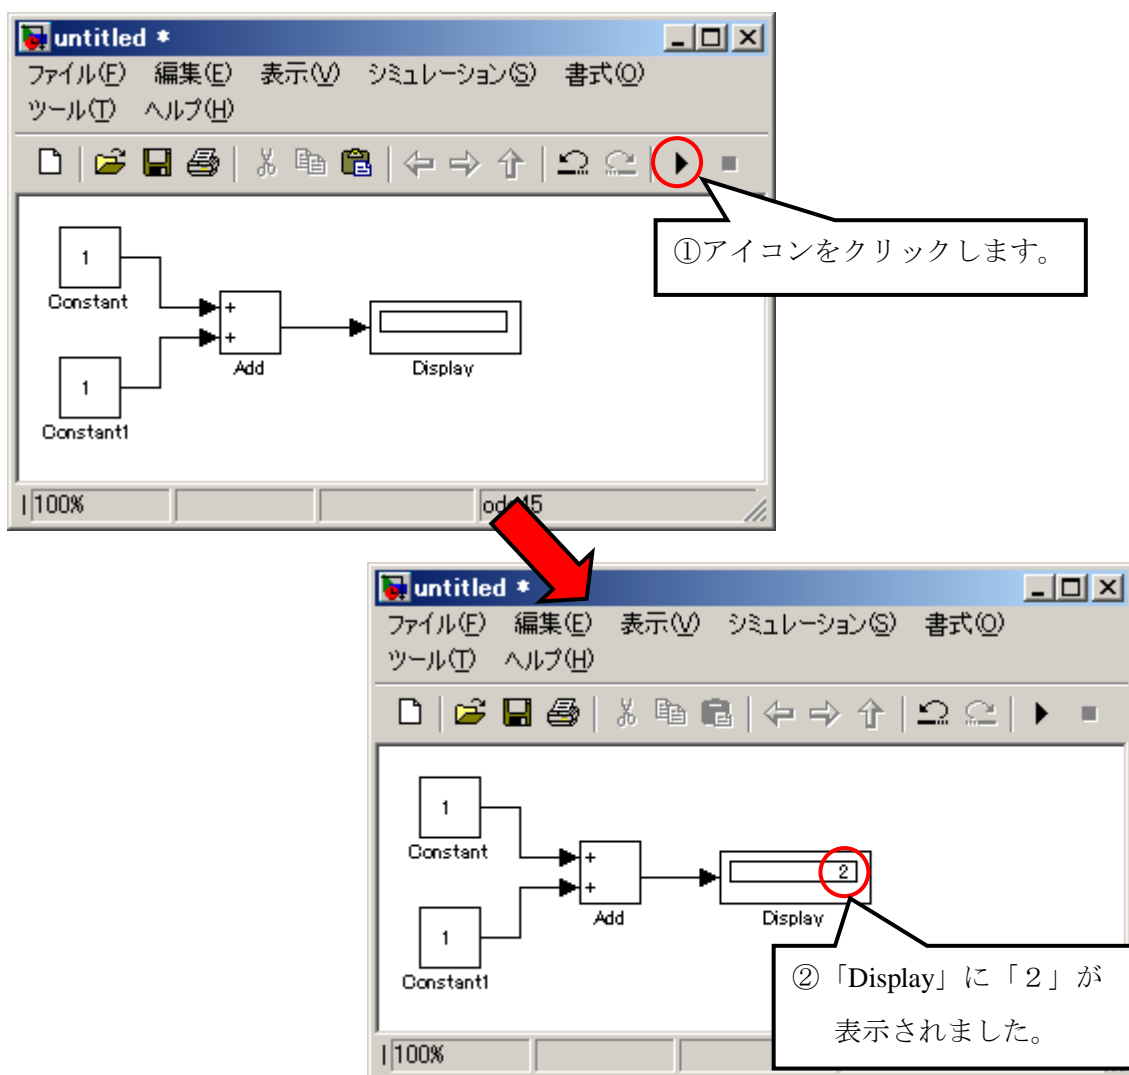 untitled *
ファイル(F) 編集(E) 表示(V) シミュレーション(S) 書式(O)
ツール(T) ヘルプ(H)
①アイコンをクリックします。
1
Constant
+
+
Add
Display
1
Constant1
100%
untitled *
ファイル(F) 編集(E) 表示(V) シミュレーション(S) 書式(O)
ツール(T) ヘルプ(H)
1
Constant
+
+
Add
2
Display
1
Constant1
②「Display」に「２」が
表示されました。
100%